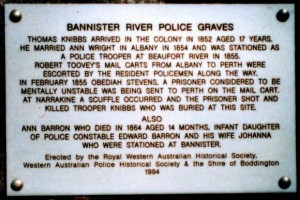 BANNISTER RIVER POLICE GRAVES
THOMAS KNIBBS ARRIVED IN THE COLONY IN 1852 AGED 17 YEARS.
HE MARRIED ANN WRIGHT IN ALBANY IN 1854 AND WAS STATIONED AS
A POLICE TROOPER AT BEAUFORT RIVER IN 1855.
ROBERT TOOVEY'S MAIL CARTS FROM ALBANY TO PERTH WERE
ESCORTED BY THE RESIDENT POLICEMEN ALONG THE WAY.
IN FEBRUARY 1855 OBEDIAH STEVENS, A PRISONER CONSIDERED TO BE
MENTALLY UNSTABLE WAS BEING SENT TO PERTH ON THE MAIL CART.
AT NARRAKINE A SCUFFLE OCCURRED AND THE PRISONER SHOT AND
KILLED TROOPER KNIBBS WHO WAS BURIED AT THIS SITE.
ALSO
ANN BARRON WHO DIED IN 1864 AGED 14 MONTHS, INFANT DAUGHTER
OF POLICE CONSTABLE EDWARD BARRON AND HIS WIFE JOHANNA
WHO WERE STATIONED AT BANNISTER.
Erected by the Royal Western Australian Historical Society,
Western Australian Police Historical Society & the Shire of Boddington
1994